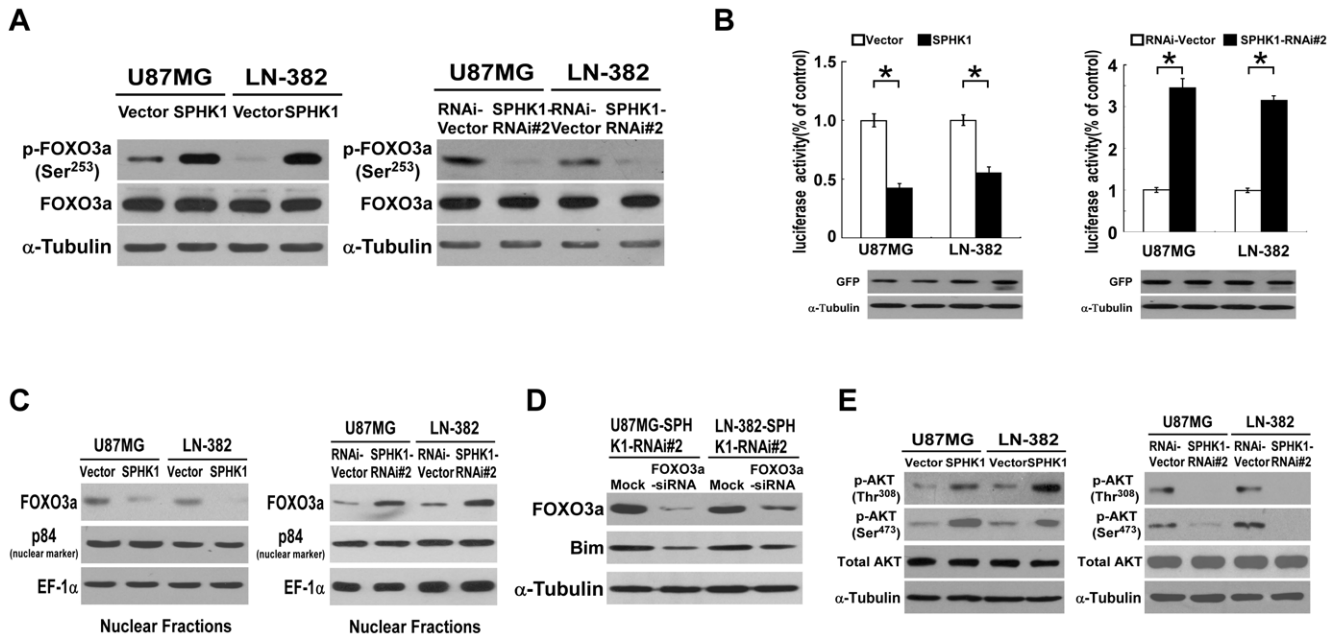 A
U87MG LN-382
Vector SPHK1 Vector SPHK1
p-FOXO3a
(Ser253)
FOXO3a
α-Tubulin
U87MG LN-382
RNAi- SPHK1- RNAi- SPHK1-
Vector RNAi#2 Vector RNAi#2
p-FOXO3a
(Ser253)
FOXO3a
α-Tubulin
B
Vector SPHK1
luciferase activity(% of control)
1.5
1.0
0.5
0
* *
U87MG LN-382
GFP
α-Tubulin
RNAi-Vector SPHK1-RNAi#2
luciferase activity(% of control)
4
3
2
1
0
* *
U87MG LN-382
GFP
α-Tubulin
C
U87MG LN-382
Vector SPHK1 Vector SPHK1
FOXO3a
p84
(nuclear marker)
EF-1α
Nuclear Fractions
U87MG LN-382
RNAi- SPHK1- RNAi- SPHK1-
Vector RNAi#2 Vector RNAi#2
FOXO3a
p84
(nuclear marker)
EF-1α
Nuclear Fractions
D
U87MG-SPH LN-382-SPH
K1-RNAi#2 K1-RNAi#2
FOXO3a FOXO3a
Mock -siRNA Mock -siRNA
FOXO3a
Bim
α-Tubulin
E
U87MG LN-382
Vector SPHK1 Vector SPHK1
p-AKT
(Thr308)
p-AKT
(Ser473)
Total AKT
α-Tubulin
U87MG LN-382
RNAi- SPHK1- RNAi- SPHK1-
Vector RNAi#2 Vector RNAi#2
p-AKT
(Thr308)
p-AKT
(Ser473)
Total AKT
α-Tubulin